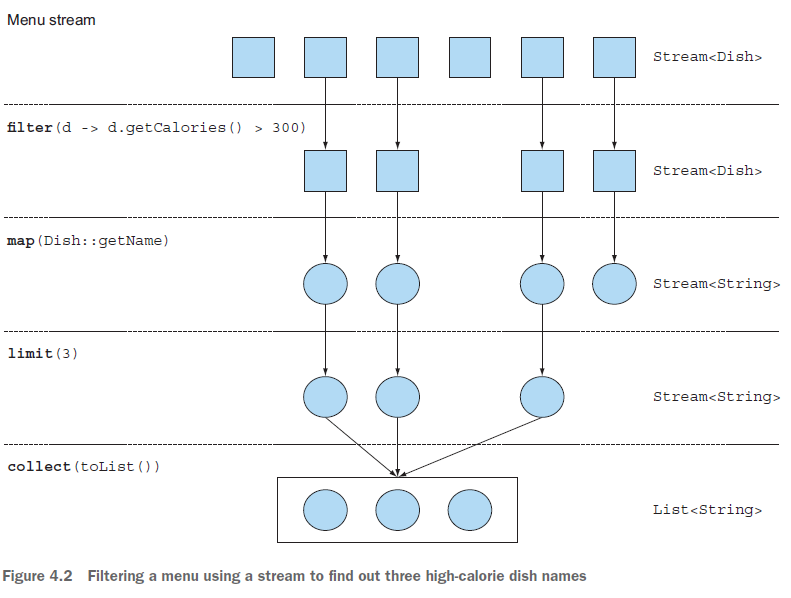 Menu stream
Stream<Dish>
filter(d -> d.getCalories() > 300)
Stream<Dish>
map(Dish::getName)
Stream<String>
limit(3)
Stream<String>
collect(toList())
List<String>
Figure 4.2 Filtering a menu using a stream to find out three high-calorie dish names